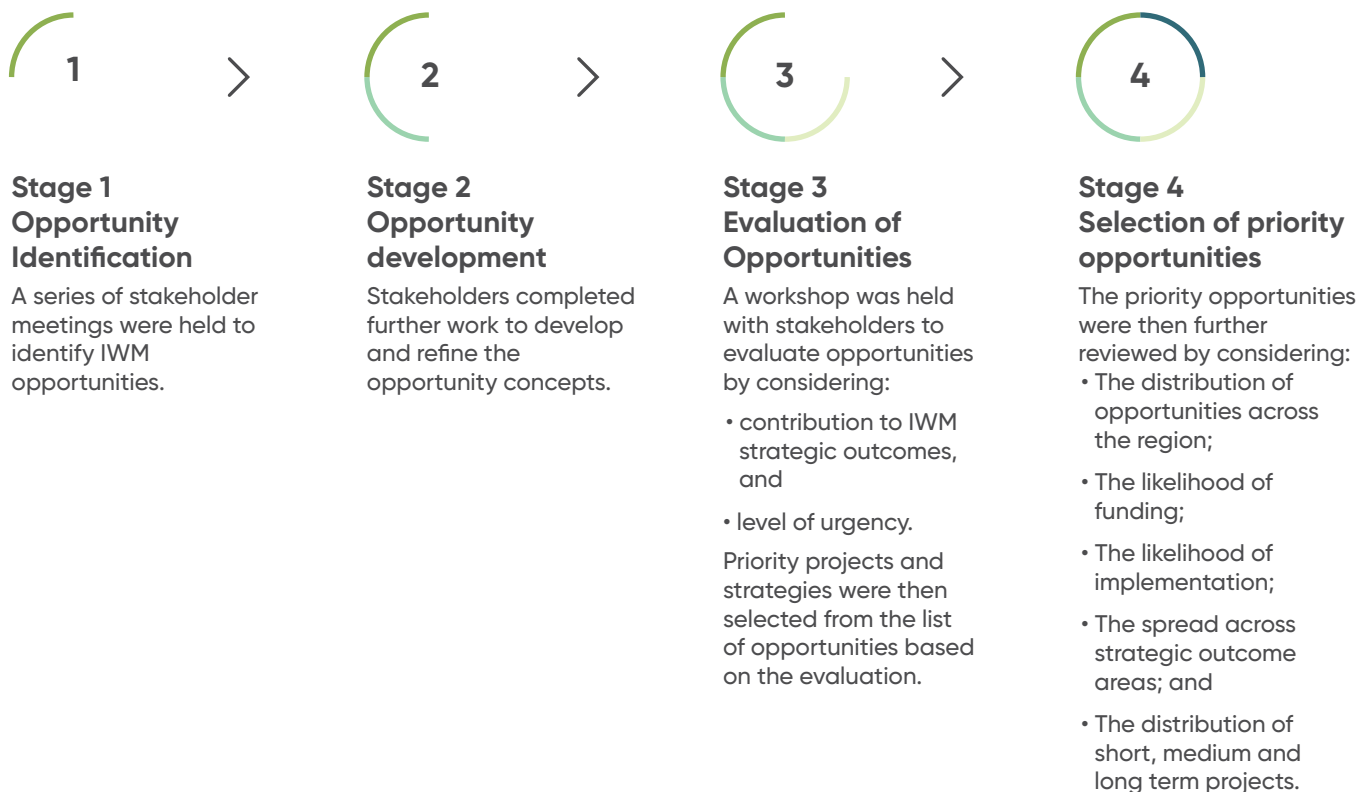 1
Stage 1
Opportunity
Identification
A series of stakeholder
meetings were held to
identify IWM
opportunities.
2
Stage 2
Opportunity
development
Stakeholders completed
further work to develop
and refine the
opportunity concepts.
3
Stage 3
Evaluation of
Opportunities
A workshop was held
with stakeholders to
evaluate opportunities
by considering:
• contribution to IWM
strategic outcomes,
and
• level of urgency.
Priority projects and
strategies were then
selected from the list
of opportunities based
on the evaluation.
4
Stage 4
Selection of priority
opportunities
The priority opportunities
were then further
reviewed by considering:
• The distribution of
opportunities across
the region;
• The likelihood of
funding;
• The likelihood of
implementation;
• The spread across
strategic outcome
areas; and
• The distribution of
short, medium and
long term projects.